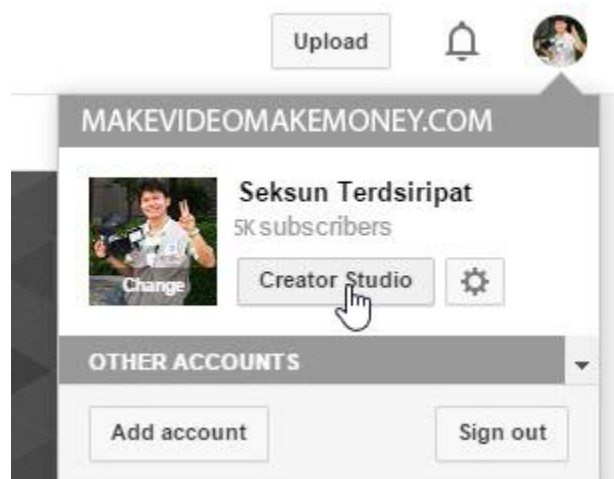 Upload
MAKEVIDEOMAKEMONEY.COM
Seksun Terdsiripat
5K subscribers
Change
Creator Studio
OTHER ACCOUNTS
Add account
Sign out